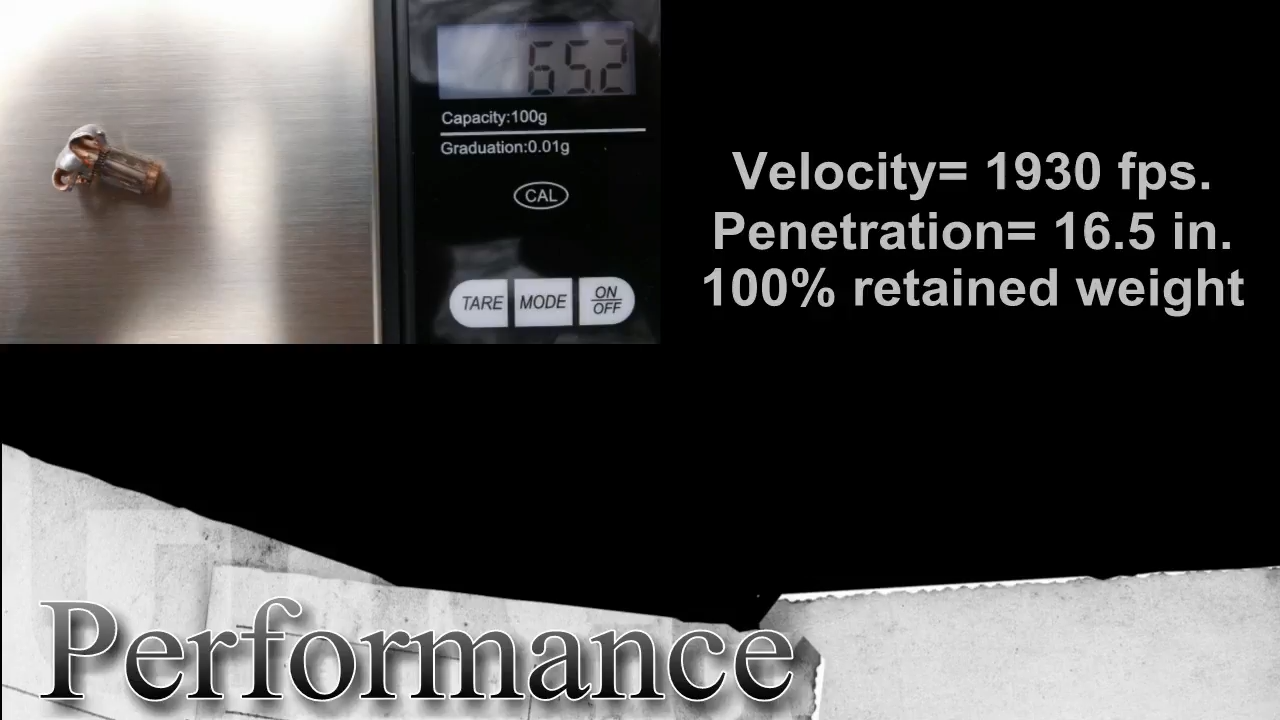 65.2
Capacity:100g
Graduation:0.01g
CAL
TARE MODE ON OFF
Velocity= 1930 fps.
Penetration= 16.5 in.
100% retained weight
Performance